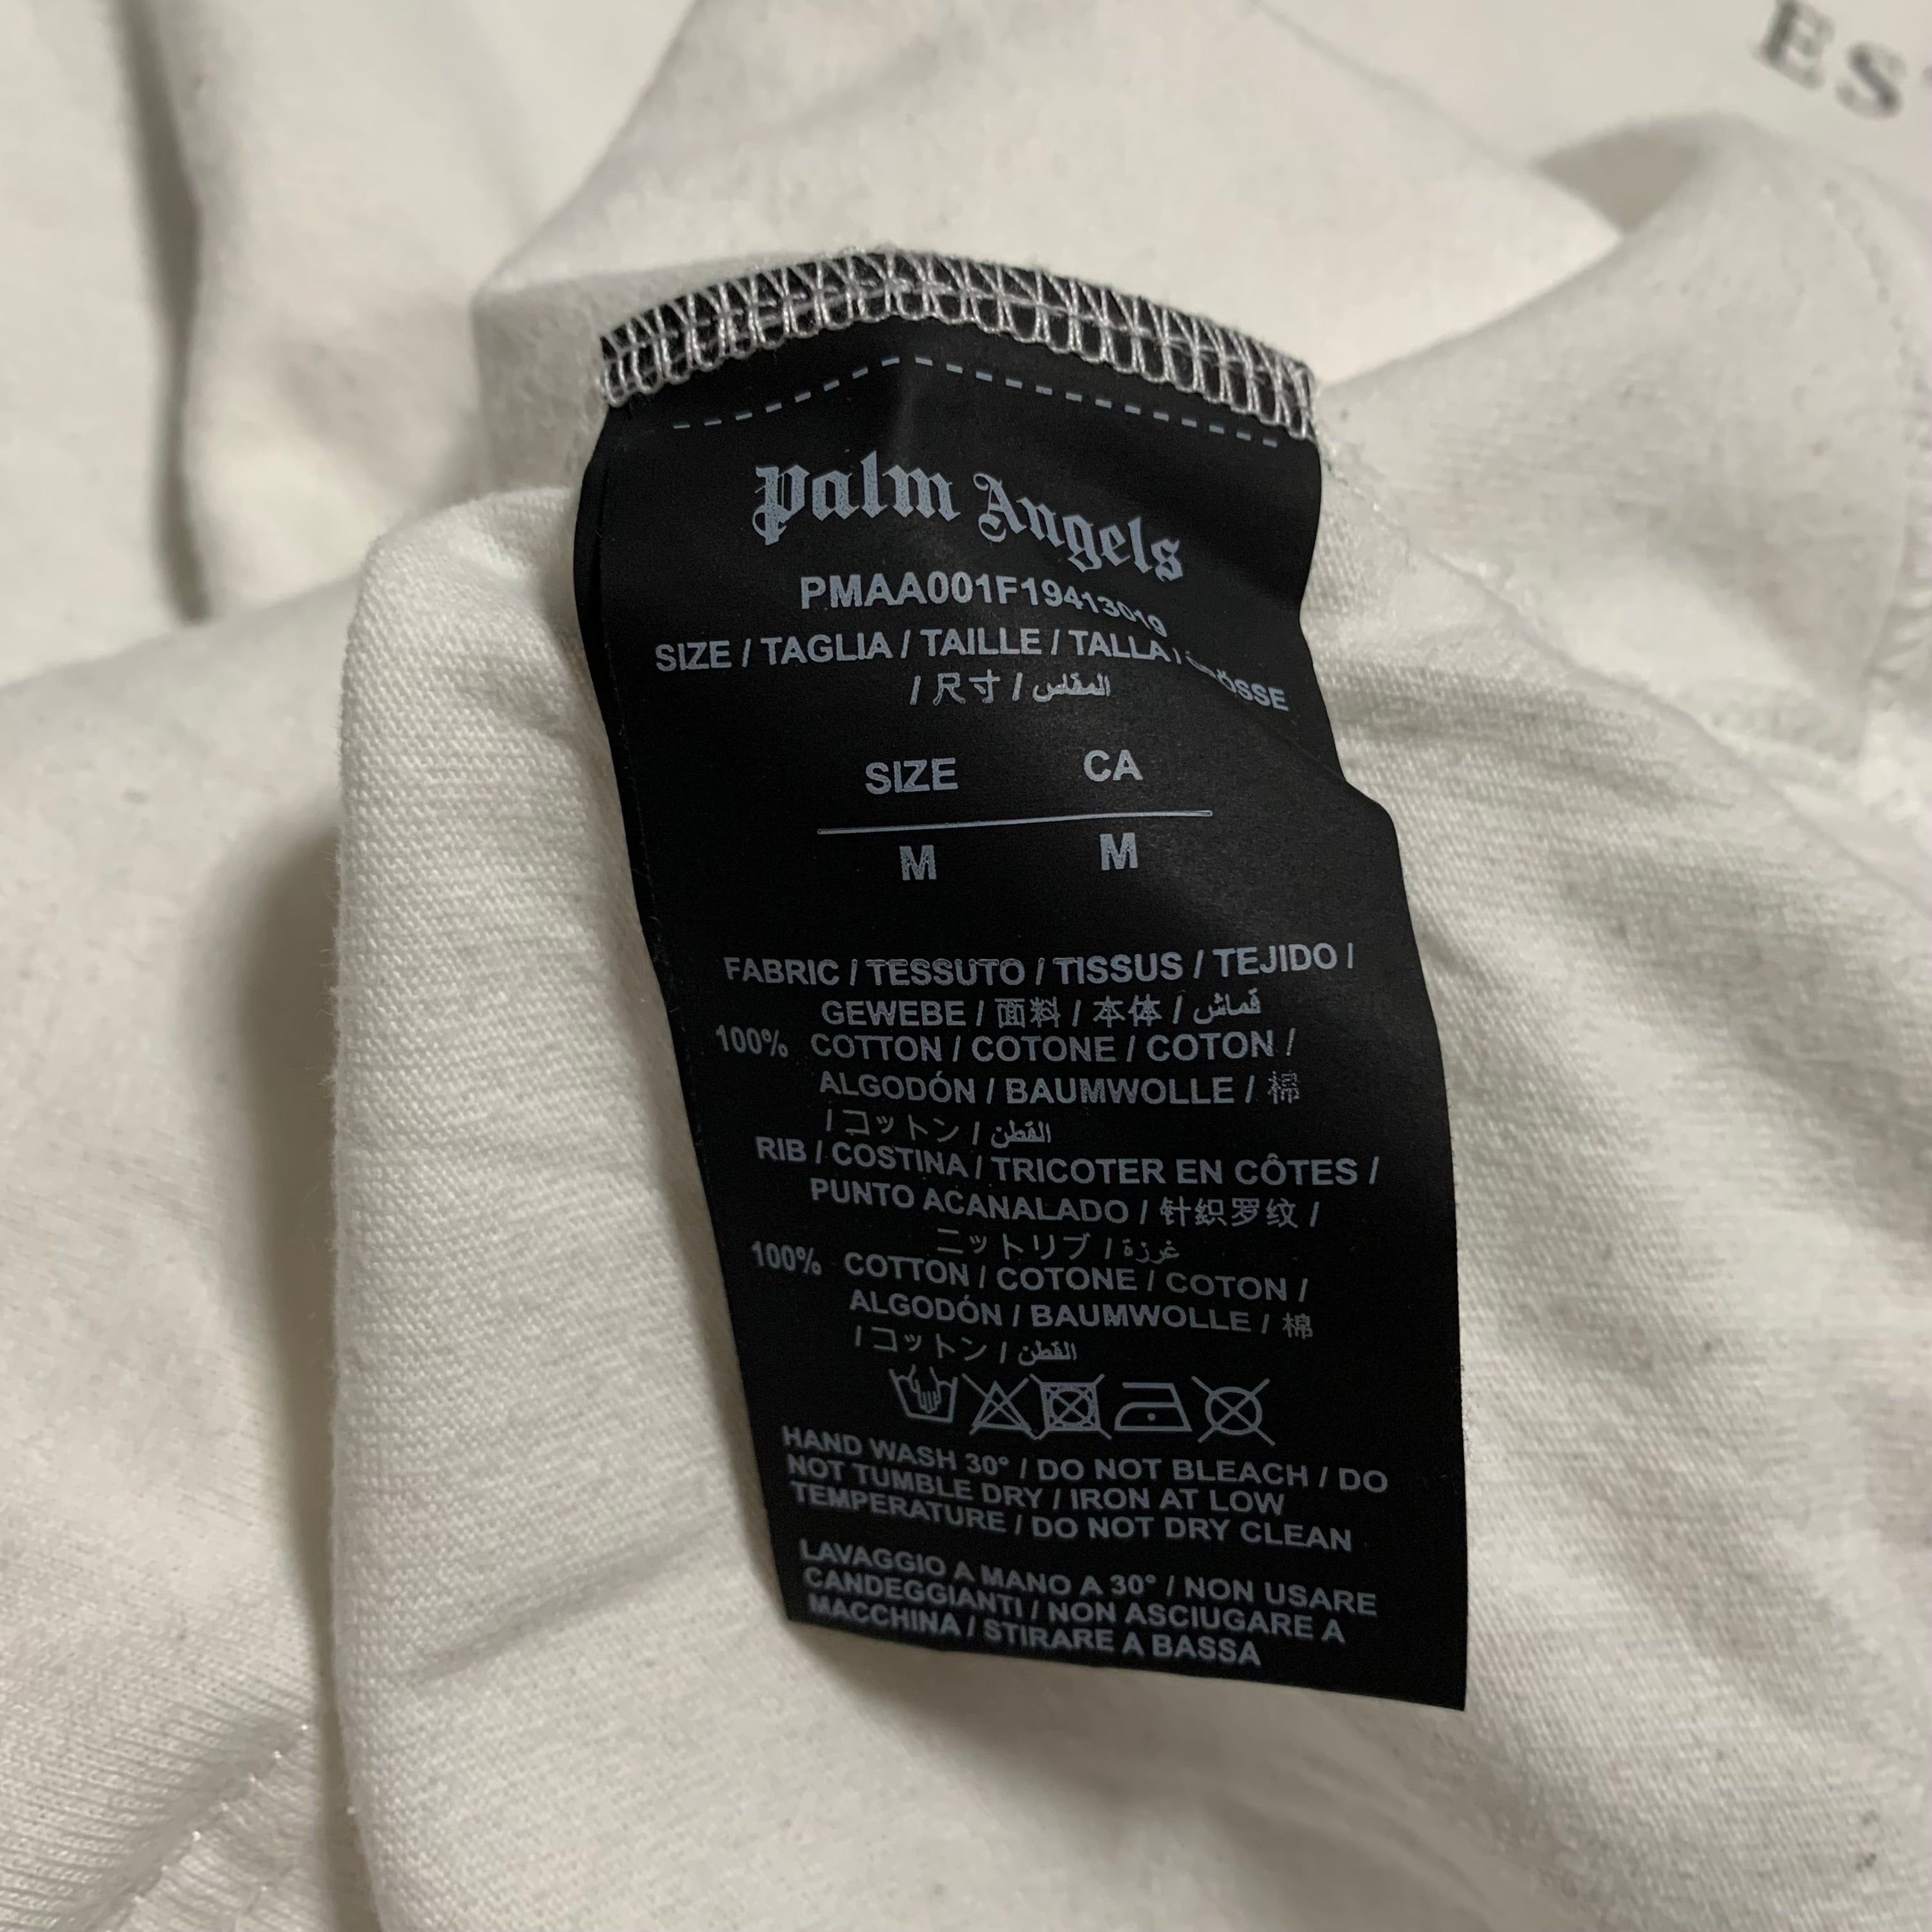 ES
Palm Angels
PMAA001F19413019
SIZE / TAGLIA / TAILLE / TALLA /
/ 尺寸 / المقاس
SIZE CA
M M
FABRIC / TESSUTO / TISSUS / TEJIDO /
GEWEBE / 面料 / 本体 / قماش
100% COTTON / COTONE / COTON /
ALGODÓN / BAUMWOLLE / 棉
/ コットン / القطن
RIB / COSTINA / TRICOTER EN CÔTES /
PUNTO ACANALADO / 针织罗纹 /
ニットリブ / غرزة
100% COTTON / COTONE / COTON /
ALGODÓN / BAUMWOLLE / 棉
/ コットン / القطن
HAND WASH 30° / DO NOT BLEACH / DO
NOT TUMBLE DRY / IRON AT LOW
TEMPERATURE / DO NOT DRY CLEAN
LAVAGGIO A MANO A 30° / NON USARE
CANDEGGIANTI / NON ASCIUGARE A
MACCHINA / STIRARE A BASSA